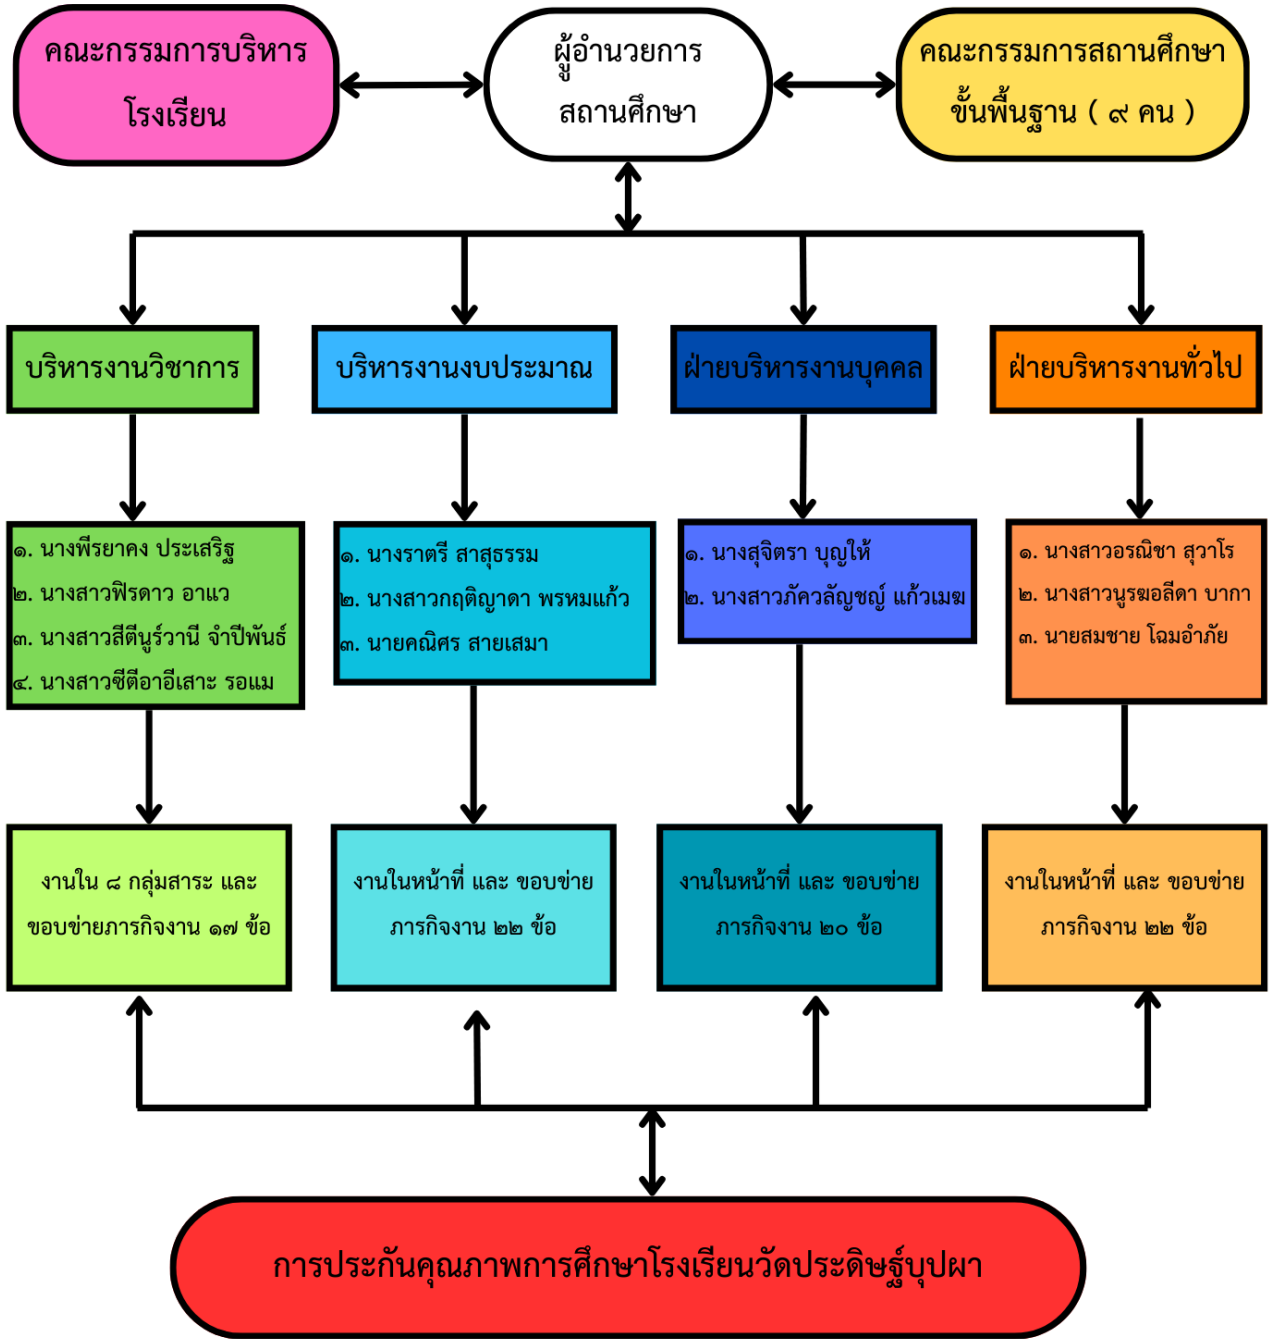 คณะกรรมการบริหาร
โรงเรียน
ผู้อำนวยการ
สถานศึกษา
คณะกรรมการสถานศึกษา
ขั้นพื้นฐาน ( ๙ คน )
บริหารงานวิชาการ
บริหารงานงบประมาณ
ฝ่ายบริหารงานบุคคล
ฝ่ายบริหารงานทั่วไป
๑. นางพีรยาคง ประเสริฐ
๒. นางสาวฟิรดาว อาแว
๓. นางสาวสีตีนูร์วานี จำปีพันธ์
๔. นางสาวซีตีอาอีเสาะ รอแม
๑. นางราตรี สาสุธรรม
๒. นางสาวกฤติญาดา พรหมแก้ว
๓. นายคณิศร สายเสมา
๑. นางสุจิตรา บุญให้
๒. นางสาวภัควลัญชญ์ แก้วเมฆ
๑. นางสาวอรณิชา สุวาโร
๒. นางสาวนูรฆอลีดา บากา
๓. นายสมชาย โฉมอำภัย
งานใน ๘ กลุ่มสาระ และ
ขอบข่ายภารกิจงาน ๑๗ ข้อ
งานในหน้าที่ และ ขอบข่าย
ภารกิจงาน ๒๒ ข้อ
งานในหน้าที่ และ ขอบข่าย
ภารกิจงาน ๒๐ ข้อ
งานในหน้าที่ และ ขอบข่าย
ภารกิจงาน ๒๒ ข้อ
การประกันคุณภาพการศึกษาโรงเรียนวัดประดิษฐ์บุปผา